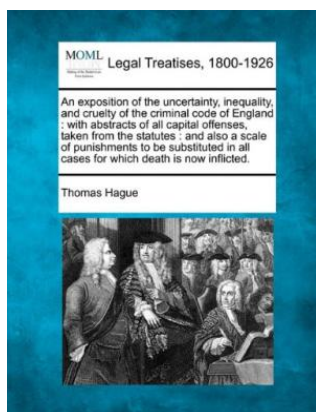 MOML Legal Treatises, 1800-1926
An exposition of the uncertainty, inequality,
and cruelty of the criminal code of England
: with abstracts of all capital offenses,
taken from the statutes : and also a scale
of punishments to be substituted in all
cases for which death is now inflicted.
Thomas Hague